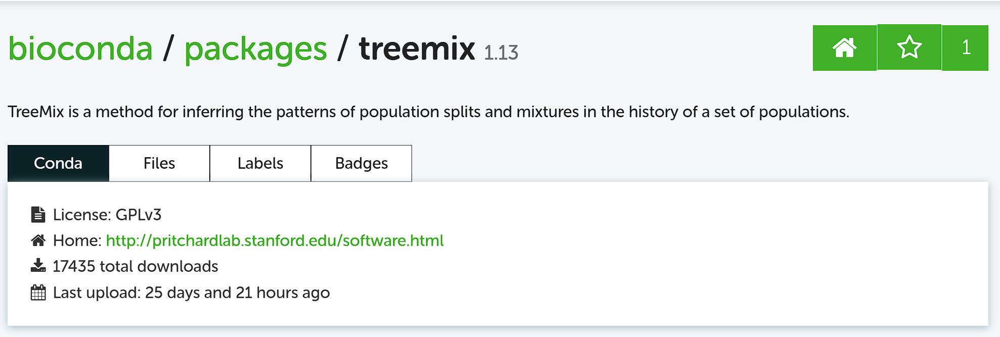 bioconda / packages / treemix 1.13
1
TreeMix is a method for inferring the patterns of population splits and mixtures in the history of a set of populations.
Conda Files Labels Badges
License: GPLv3
Home: http://pritchardlab.stanford.edu/software.html
17435 total downloads
Last upload: 25 days and 21 hours ago